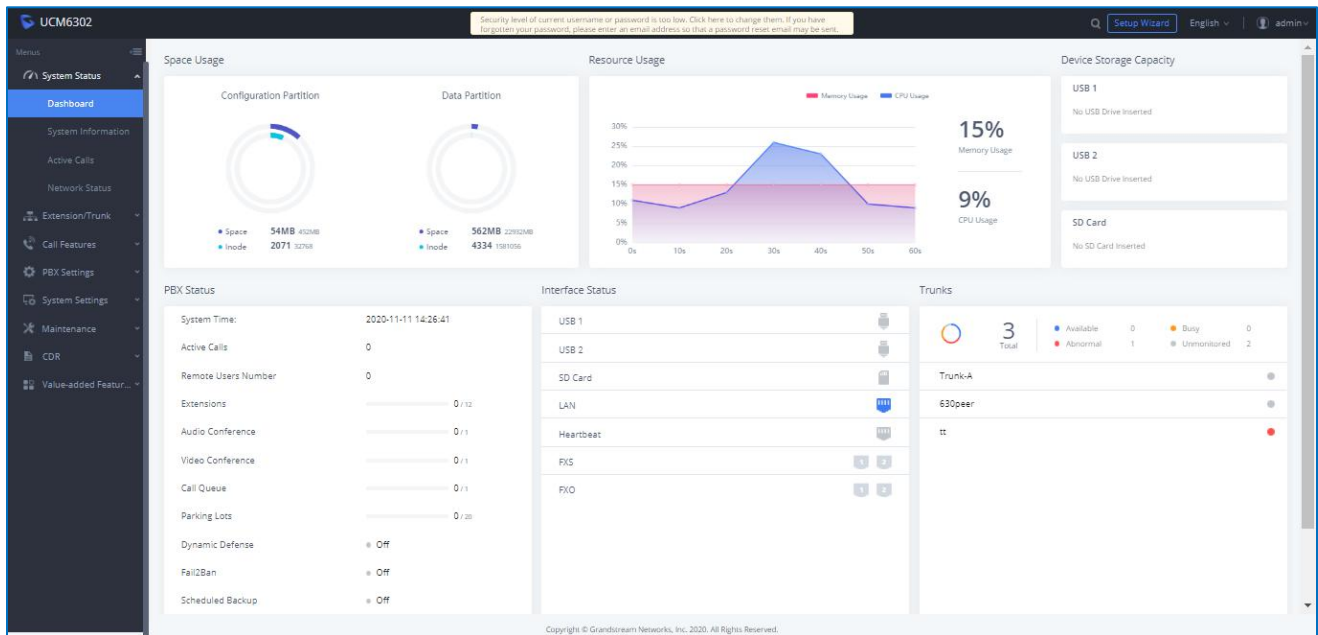 UCM6302
Security level of current username or password is too low. Click here to change them. If you have
forgotten your password, please enter an email address so that a password reset email may be sent.
Setup Wizard
English
admin
Menus
System Status
Dashboard
System Information
Active Calls
Network Status
Extension/Trunk
Call Features
PBX Settings
System Settings
Maintenance
CDR
Value-added Featur...
Space Usage
Configuration Partition
Data Partition
Space 54MB 452MB
Inode 2071 32768
Space 562MB 22932MB
Inode 4334 1581056
Resource Usage
Memory Usage CPU Usage
30%
25%
20%
15%
10%
5%
0%
0s 10s 20s 30s 40s 50s 60s
15%
Memory Usage
9%
CPU Usage
Device Storage Capacity
USB 1
No USB Drive Inserted
USB 2
No USB Drive Inserted
SD Card
No SD Card Inserted
PBX Status
System Time: 2020-11-11 14:26:41
Active Calls 0
Remote Users Number 0
Extensions 0 / 12
Audio Conference 0 / 1
Video Conference 0 / 1
Call Queue 0 / 1
Parking Lots 0 / 20
Dynamic Defense Off
Fail2Ban Off
Scheduled Backup Off
Interface Status
USB 1
USB 2
SD Card
LAN
Heartbeat
FXS 1 2
FXO 1 2
Trunks
3
Total
Available 0 Busy 0
Abnormal 1 Unmonitored 2
Trunk-A
630peer
tt
Copyright © Grandstream Networks, Inc. 2020. All Rights Reserved.